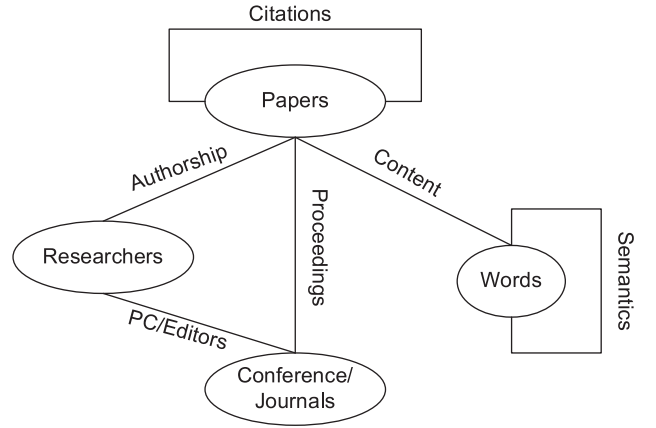 Citations
Papers
Authorship
Content
Proceedings
Researchers
Words
Semantics
PC/Editors
Conference/
Journals